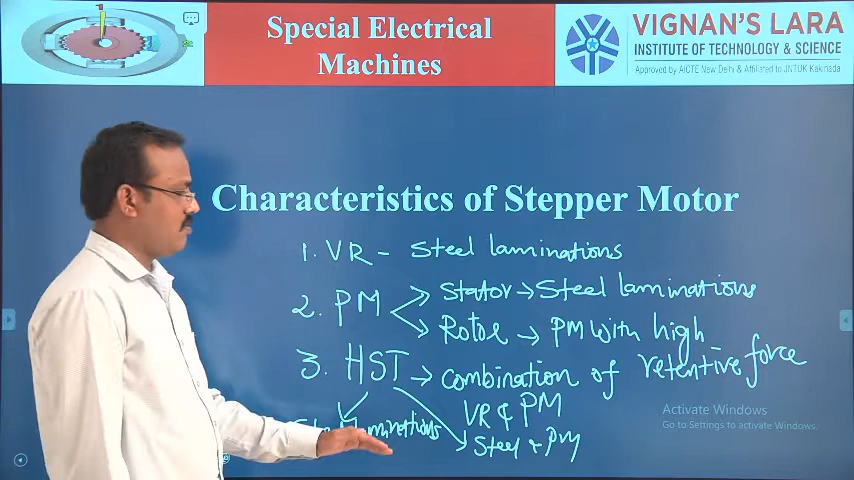 Special Electrical
Machines
VIGNAN'S LARA
INSTITUTE OF TECHNOLOGY & SCIENCE
Approved by AICTE New Delhi & Affiliated to JNTUK Kakinada
Characteristics of Stepper Motor
1. VR - Steel laminations
2. PM
Stator → Steel laminations
Rotor → PM with high
retentive force
3. HST → combination of
VR & PM
laminations
Steel + PM
Activate Windows
Go to Settings to activate Windows.